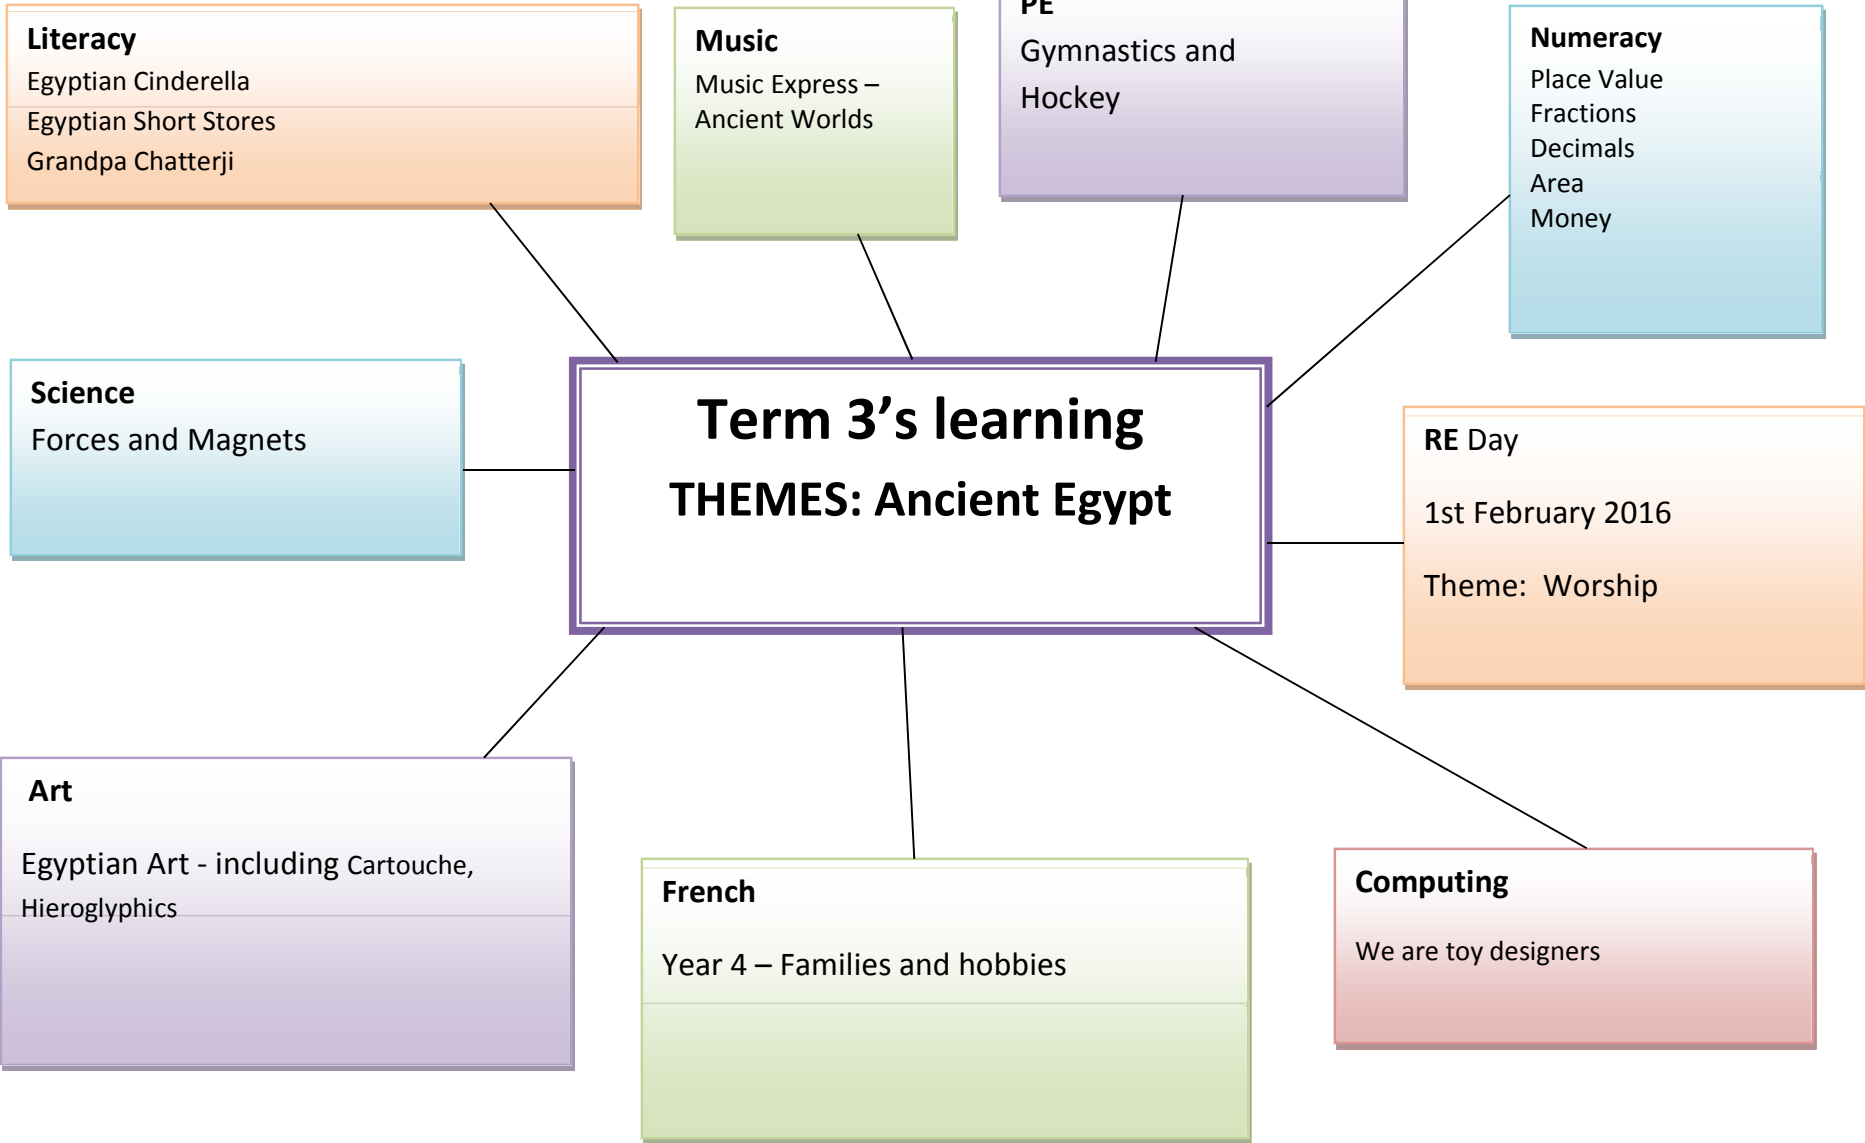 Literacy
Egyptian Cinderella
Egyptian Short Stores
Grandpa Chatterji
Music
Music Express –
Ancient Worlds
PE
Gymnastics and
Hockey
Numeracy
Place Value
Fractions
Decimals
Area
Money
Science
Forces and Magnets
Term 3’s learning
THEMES: Ancient Egypt
RE Day
1st February 2016
Theme:  Worship
Art
Egyptian Art - including Cartouche,
Hieroglyphics
French
Year 4 – Families and hobbies
Computing
We are toy designers